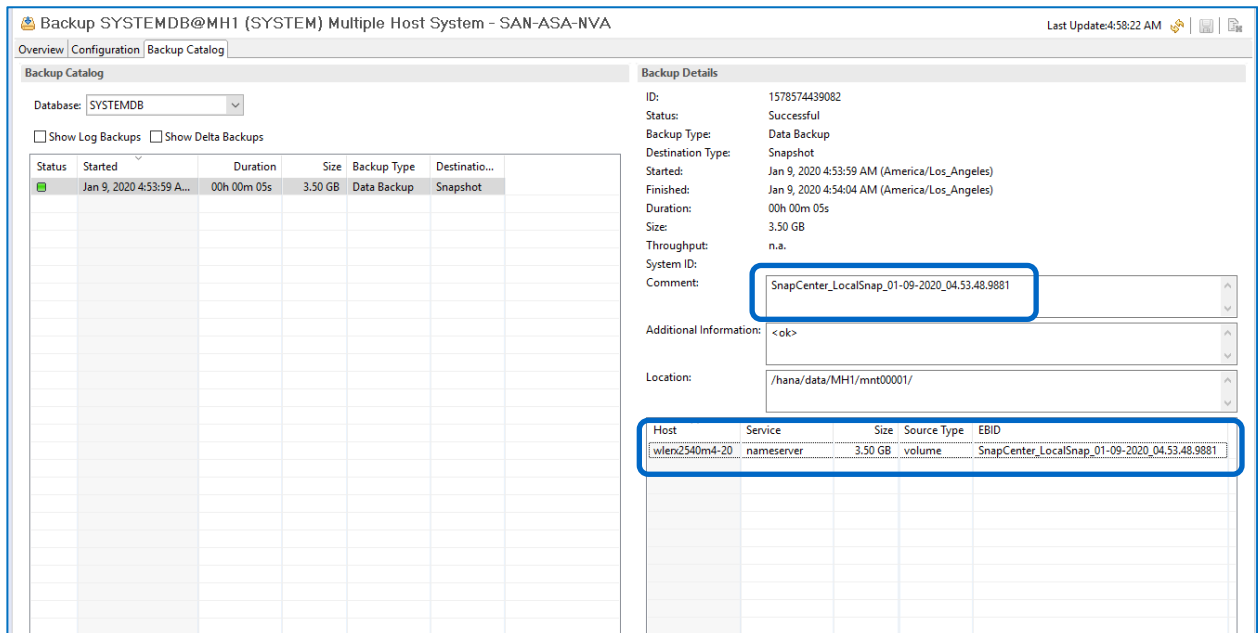 Backup SYSTEMDB@MH1 (SYSTEM) Multiple Host System - SAN-ASA-NVA
Last Update:4:58:22 AM
Overview Configuration Backup Catalog
Backup Catalog
Database: SYSTEMDB
Show Log Backups Show Delta Backups
Status Started Duration Size Backup Type Destinatio...
Jan 9, 2020 4:53:59 A... 00h 00m 05s 3.50 GB Data Backup Snapshot
Backup Details
ID: 1578574439082
Status: Successful
Backup Type: Data Backup
Destination Type: Snapshot
Started: Jan 9, 2020 4:53:59 AM (America/Los_Angeles)
Finished: Jan 9, 2020 4:54:04 AM (America/Los_Angeles)
Duration: 00h 00m 05s
Size: 3.50 GB
Throughput: n.a.
System ID:
Comment: SnapCenter_LocalSnap_01-09-2020_04.53.48.9881
Additional Information: <ok>
Location: /hana/data/MH1/mnt00001/
Host Service Size Source Type EBID
wlerx2540m4-20 nameserver 3.50 GB volume SnapCenter_LocalSnap_01-09-2020_04.53.48.9881